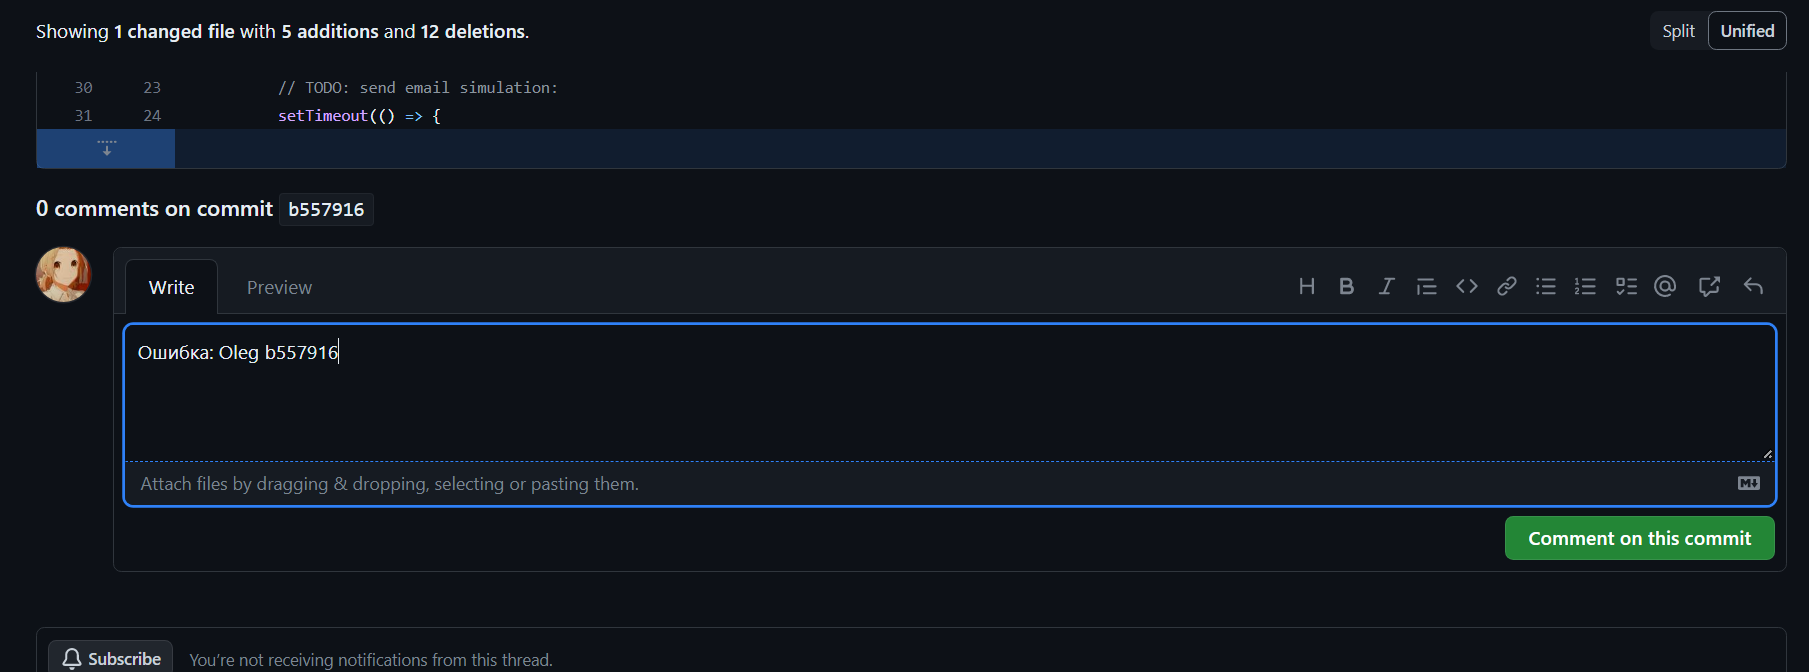 Showing 1 changed file with 5 additions and 12 deletions.
Split Unified
30 23 // TODO: send email simulation:
31 24 setTimeout(() => {
0 comments on commit b557916
Write Preview
Ошибка: Oleg b557916
Attach files by dragging & dropping, selecting or pasting them.
Comment on this commit
Subscribe You're not receiving notifications from this thread.